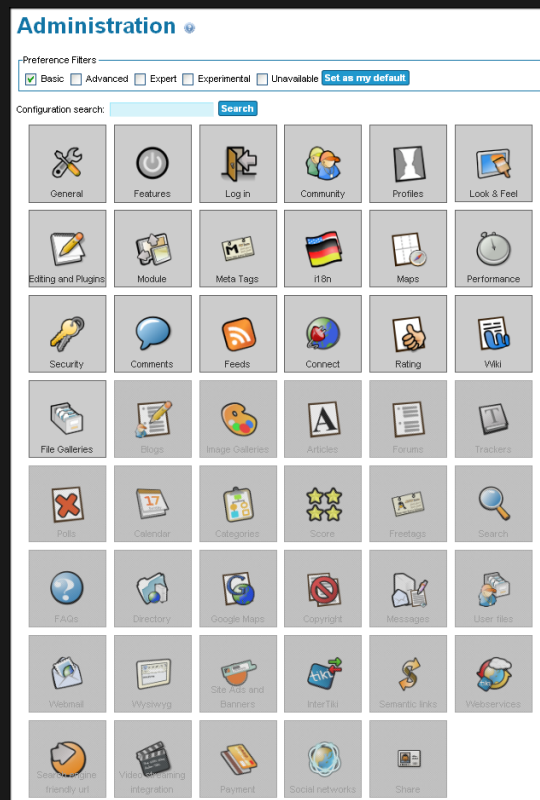 Administration
Preference Filters
Basic Advanced Expert Experimental Unavailable Set as my default
Configuration search: Search
General Features Log in Community Profiles Look & Feel
Editing and Plugins Module Meta Tags i18n Maps Performance
Security Comments Feeds Connect Rating Wiki
File Galleries Blogs Image Galleries Articles Forums Trackers
17
Polls Calendar Categories Score Freetags Search
FAQs Directory Google Maps Copyright Messages User files
tiki
Site Ads and
Webmail Wysiwyg Banners InterTiki Semantic links Webservices
Search engine Video streaming
friendly url integration Payment Social networks Share